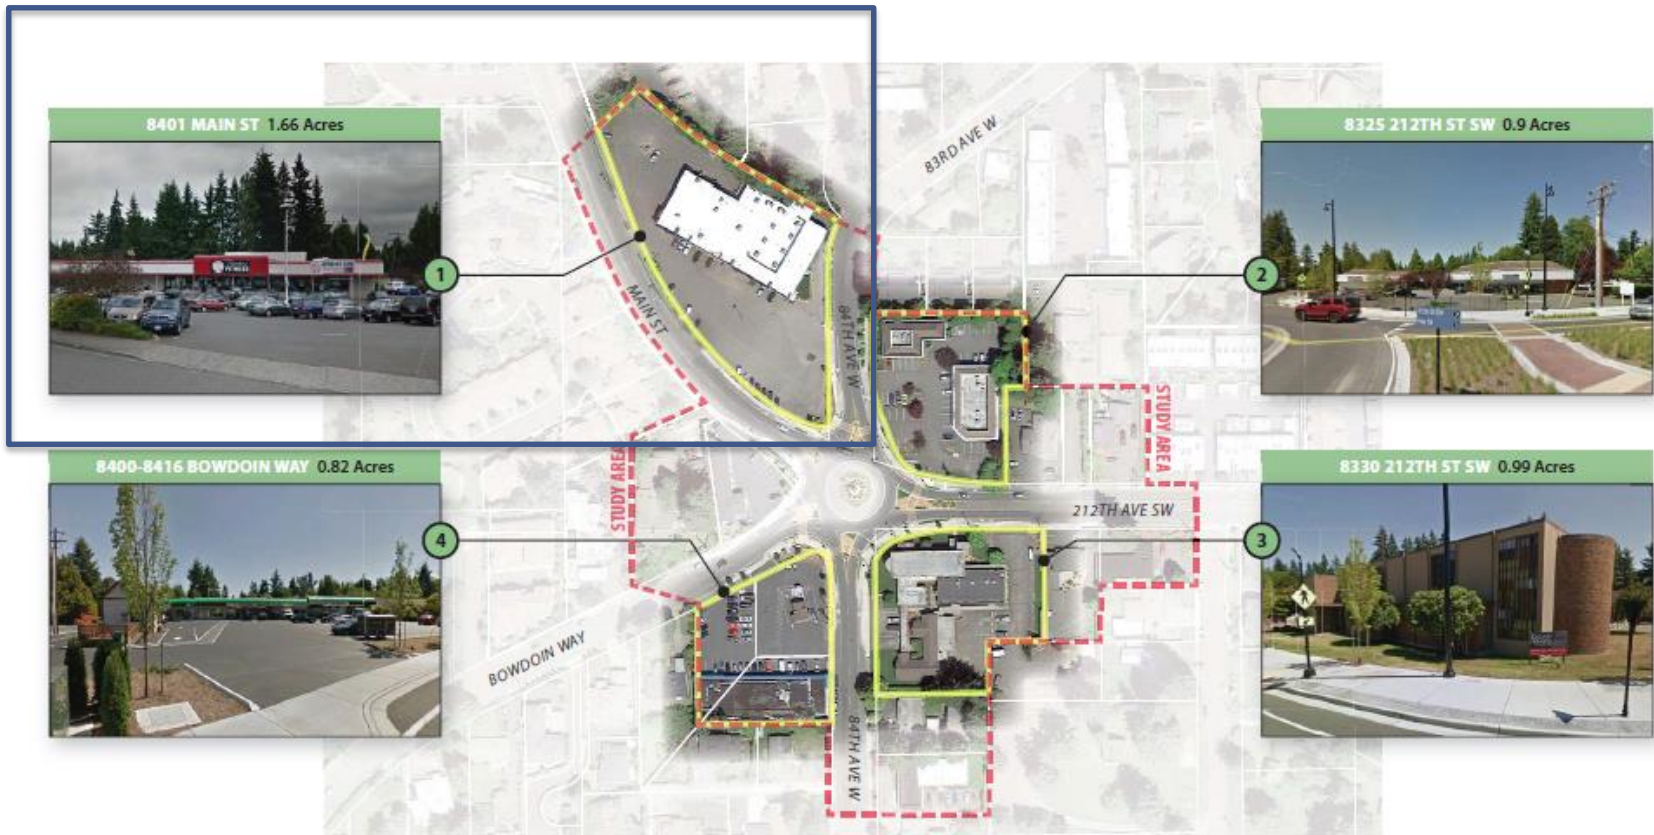 8401 MAIN ST 1.66 Acres
8325 212TH ST SW 0.9 Acres
83RD AVE W
1
2
MAIN ST
84TH AVE W
STUDY AREA
8400-8416 BOWDOIN WAY 0.82 Acres
8330 212TH ST SW 0.99 Acres
STUDY AREA
212TH AVE SW
4
3
BOWDOIN WAY
84TH AVE W